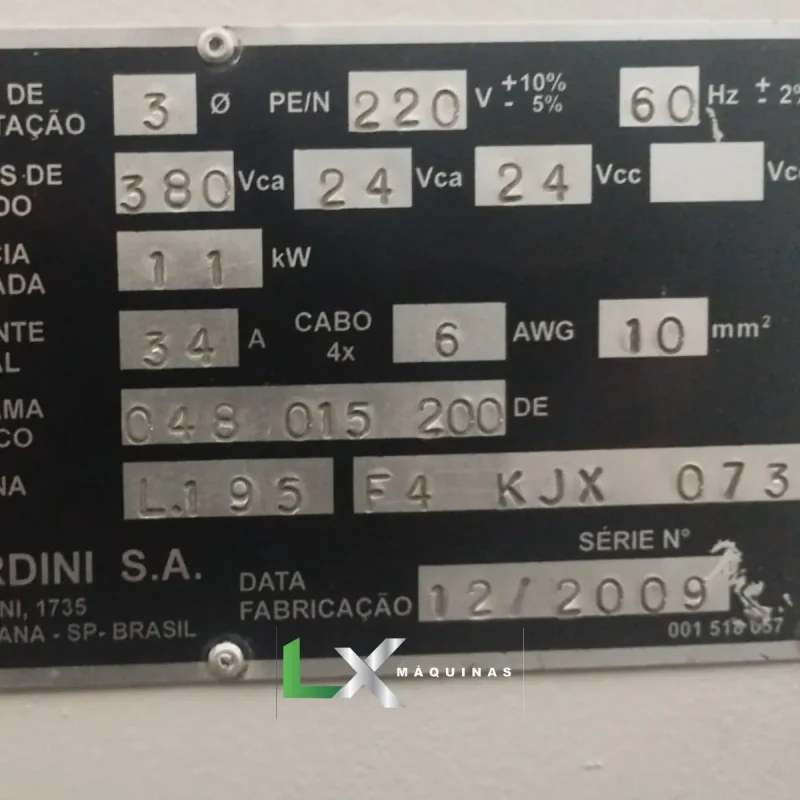 DE
TAÇÃO 3 Ø PE/N 220 V +10% - 5% 60 Hz ± 2%
S DE
DO 380 Vca 24 Vca 24 Vcc Vc
CIA
ADA 11 kW
NTE
AL 34 A CABO 4x 6 AWG 10 mm²
AMA
CO 048 015 200 DE
NA L.195 F4 KJX 073
SÉRIE N°
RDINI S.A.
NI, 1735
ANA - SP- BRASIL
DATA
FABRICAÇÃO 12/2009
001 518 057
LX MÁQUINAS